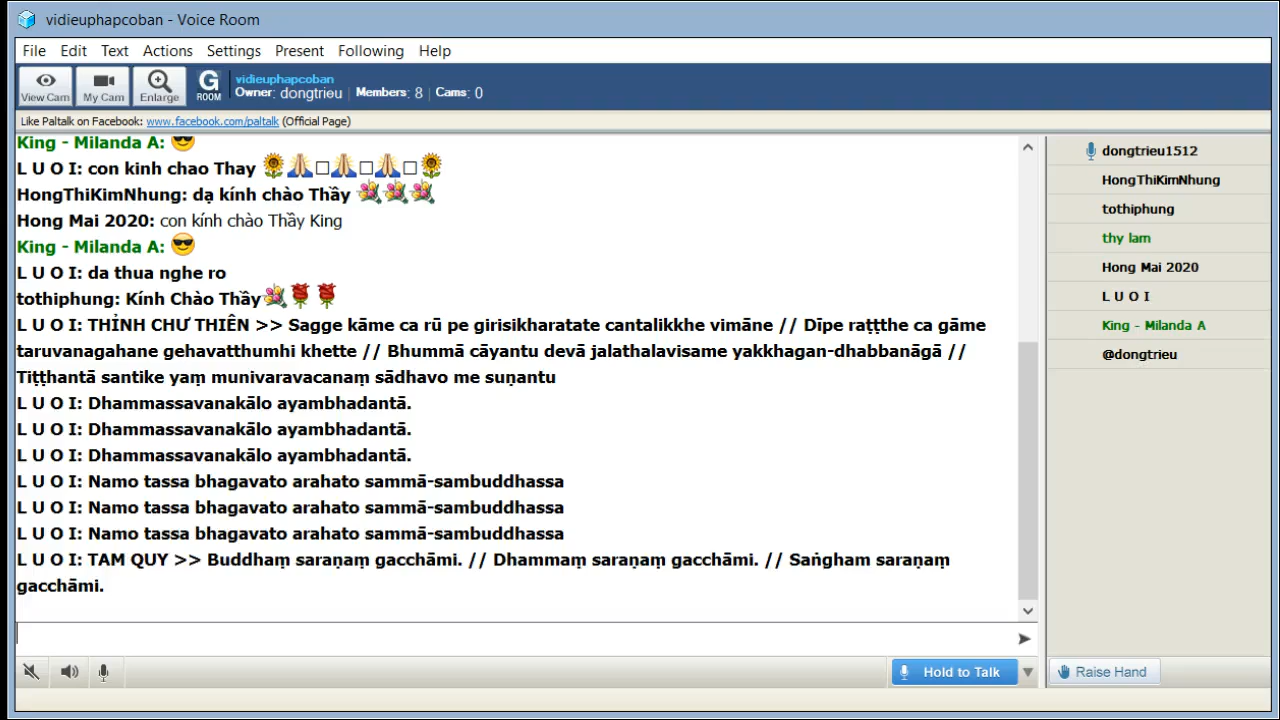 vidieuphapcoban - Voice Room
File Edit Text Actions Settings Present Following Help
View Cam My Cam Enlarge G ROOM
vidieuphapcoban
Owner: dongtrieu | Members: 8 | Cams: 0
Like Paltalk on Facebook: www.facebook.com/paltalk (Official Page)
King - Milanda A: 😎
L U O I: con kinh chao Thay 🌻🙏□🙏□🙏□🌻
HongThiKimNhung: dạ kính chào Thầy 💐💐💐
Hong Mai 2020: con kính chào Thầy King
King - Milanda A: 😎
L U O I: da thua nghe ro
tothiphung: Kính Chào Thầy💐🌹🌹
L U O I: THỈNH CHƯ THIÊN >> Sagge kāme ca rū pe girisikharatate cantalikkhe vimāne // Dīpe raṭṭhe ca gāme
taruvanagahane gehavatthumhi khette // Bhummā cāyantu devā jalathalavisame yakkhagan-dhabbanāgā //
Tiṭṭhantā santike yaṃ munivaravacanaṃ sādhavo me suṇantu
L U O I: Dhammassavanakālo ayambhadantā.
L U O I: Dhammassavanakālo ayambhadantā.
L U O I: Dhammassavanakālo ayambhadantā.
L U O I: Namo tassa bhagavato arahato sammā-sambuddhassa
L U O I: Namo tassa bhagavato arahato sammā-sambuddhassa
L U O I: Namo tassa bhagavato arahato sammā-sambuddhassa
L U O I: TAM QUY >> Buddhaṃ saraṇaṃ gacchāmi. // Dhammaṃ saraṇaṃ gacchāmi. // Saṅgham saraṇaṃ
gacchāmi.
Hold to Talk
dongtrieu1512
HongThiKimNhung
tothiphung
thy lam
Hong Mai 2020
L U O I
King - Milanda A
@dongtrieu
Raise Hand